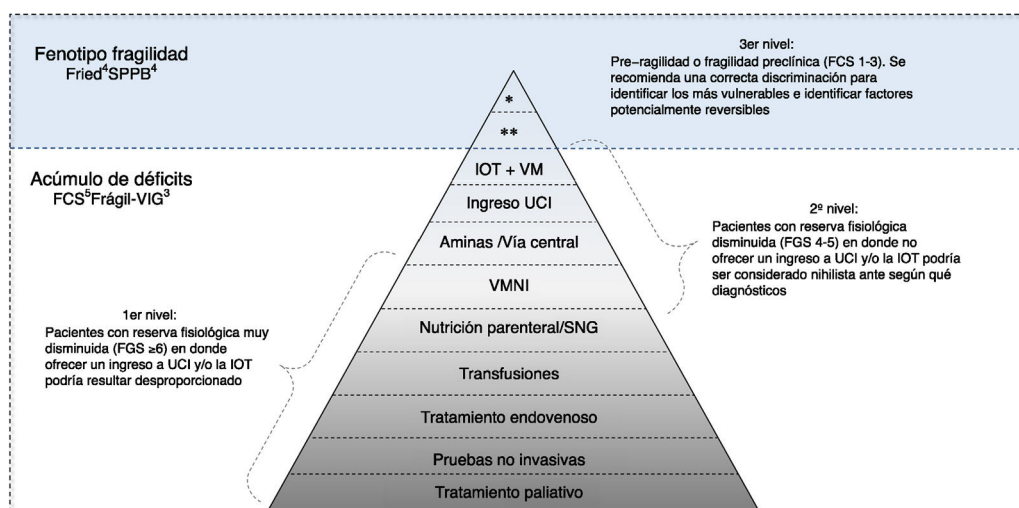 Fenotipo fragilidad
Fried⁴SPPB⁴
3er nivel:
Pre-ragilidad o fragilidad preclínica (FCS 1-3). Se
recomienda una correcta discriminación para
identificar los más vulnerables e identificar factores
potencialmente reversibles
*
**
Acúmulo de déficits
FCS⁵Frágil-VIG³
IOT + VM
Ingreso UCI
Aminas /Vía central
VMNI
Nutrición parenteral/SNG
Transfusiones
Tratamiento endovenoso
Pruebas no invasivas
Tratamiento paliativo
2º nivel:
Pacientes con reserva fisiológica
disminuida (FGS 4-5) en donde no
ofrecer un ingreso a UCI y/o la IOT podría
ser considerado nihilista ante según qué
diagnósticos
1er nivel:
Pacientes con reserva fisiológica muy
disminuida (FGS ≥6) en donde
ofrecer un ingreso a UCI y/o la IOT
podría resultar desproporcionado